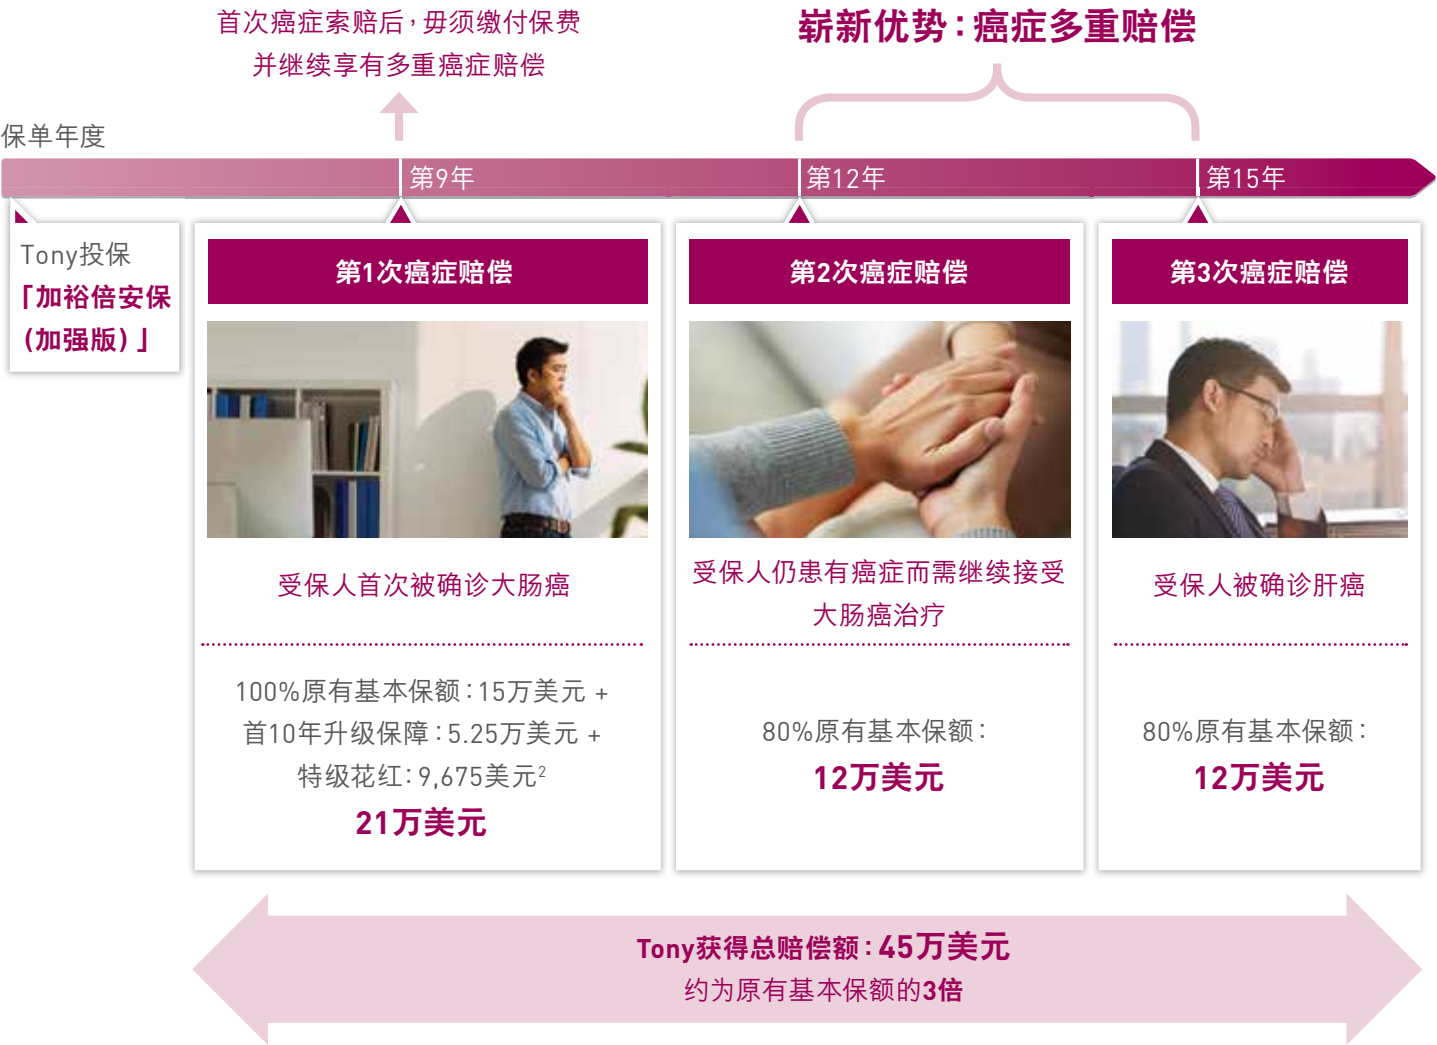 首次癌症索赔后，毋须缴付保费
并继续享有多重癌症赔偿
崭新优势：癌症多重赔偿
保单年度
第9年
第12年
第15年
Tony投保
「加裕倍安保
（加强版）」
第1次癌症赔偿
受保人首次被确诊大肠癌
100%原有基本保额：15万美元 +
首10年升级保障：5.25万美元 +
特级花红：9,675美元²
21万美元
第2次癌症赔偿
受保人仍患有癌症而需继续接受
大肠癌治疗
80%原有基本保额：
12万美元
第3次癌症赔偿
受保人被确诊肝癌
80%原有基本保额：
12万美元
Tony获得总赔偿额：45万美元
约为原有基本保额的3倍